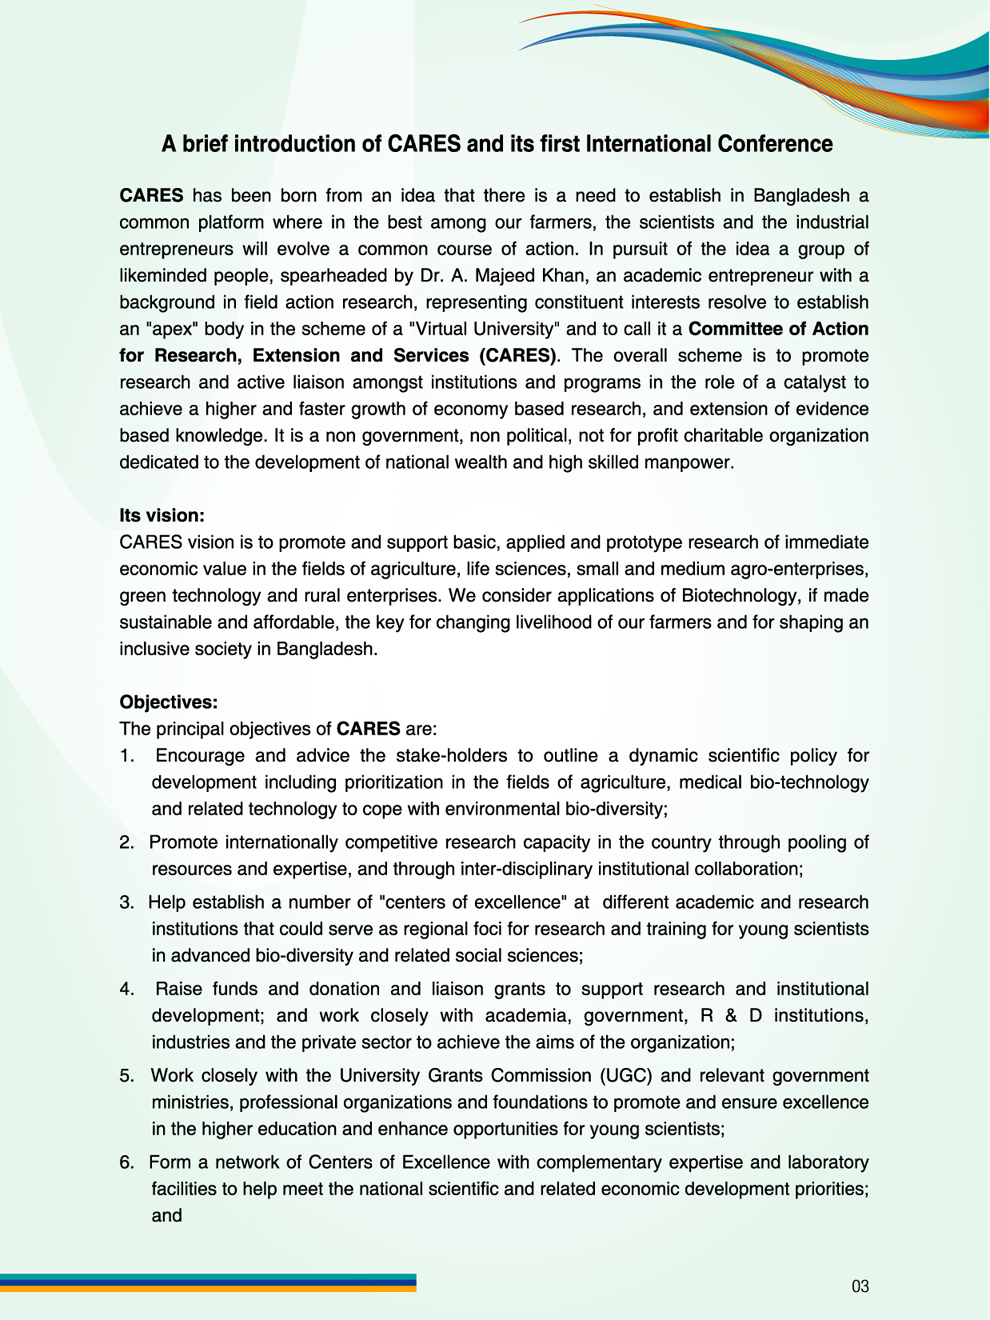 A brief introduction of CARES and its first International Conference
CARES has been born from an idea that there is a need to establish in Bangladesh a
common platform where in the best among our farmers, the scientists and the industrial
entrepreneurs will evolve a common course of action. In pursuit of the idea a group of
likeminded people, spearheaded by Dr. A. Majeed Khan, an academic entrepreneur with a
background in field action research, representing constituent interests resolve to establish
an "apex" body in the scheme of a "Virtual University" and to call it a Committee of Action
for Research, Extension and Services (CARES). The overall scheme is to promote
research and active liaison amongst institutions and programs in the role of a catalyst to
achieve a higher and faster growth of economy based research, and extension of evidence
based knowledge. It is a non government, non political, not for profit charitable organization
dedicated to the development of national wealth and high skilled manpower.
Its vision:
CARES vision is to promote and support basic, applied and prototype research of immediate
economic value in the fields of agriculture, life sciences, small and medium agro-enterprises,
green technology and rural enterprises. We consider applications of Biotechnology, if made
sustainable and affordable, the key for changing livelihood of our farmers and for shaping an
inclusive society in Bangladesh.
Objectives:
The principal objectives of CARES are:
1. Encourage and advice the stake-holders to outline a dynamic scientific policy for
development including prioritization in the fields of agriculture, medical bio-technology
and related technology to cope with environmental bio-diversity;
2. Promote internationally competitive research capacity in the country through pooling of
resources and expertise, and through inter-disciplinary institutional collaboration;
3. Help establish a number of "centers of excellence" at different academic and research
institutions that could serve as regional foci for research and training for young scientists
in advanced bio-diversity and related social sciences;
4. Raise funds and donation and liaison grants to support research and institutional
development; and work closely with academia, government, R & D institutions,
industries and the private sector to achieve the aims of the organization;
5. Work closely with the University Grants Commission (UGC) and relevant government
ministries, professional organizations and foundations to promote and ensure excellence
in the higher education and enhance opportunities for young scientists;
6. Form a network of Centers of Excellence with complementary expertise and laboratory
facilities to help meet the national scientific and related economic development priorities;
and
03